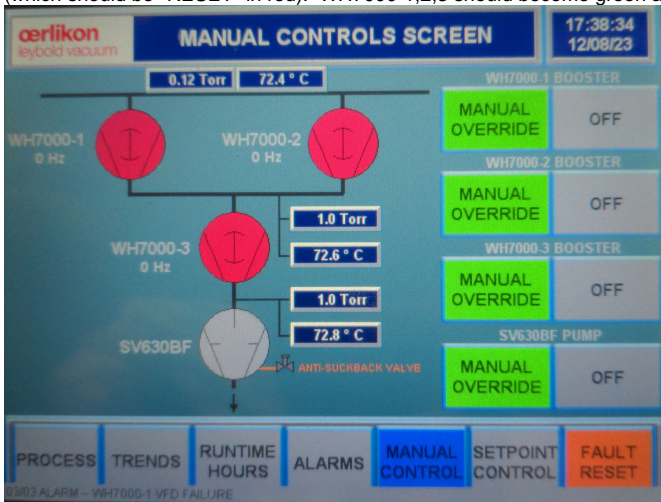 (which should be "RESET" in red). WH7000-1,2,3 should become green a
œrlikon
leybold vacuum
MANUAL CONTROLS SCREEN
17:38:34
12/08/23
0.12 Torr
72.4 ° C
WH7000-1
0 Hz
WH7000-2
0 Hz
1.0 Torr
72.6 ° C
WH7000-3
0 Hz
1.0 Torr
72.8 ° C
SV630BF
ANTI-SUCKBACK VALVE
WH7000-1 BOOSTER
MANUAL
OVERRIDE
OFF
WH7000-2 BOOSTER
MANUAL
OVERRIDE
OFF
WH7000-3 BOOSTER
MANUAL
OVERRIDE
OFF
SV630BF PUMP
MANUAL
OVERRIDE
OFF
PROCESS
TRENDS
RUNTIME
HOURS
ALARMS
MANUAL
CONTROL
SETPOINT
CONTROL
FAULT
RESET
03/03 ALARM -- WH7000-1 VFD FAILURE